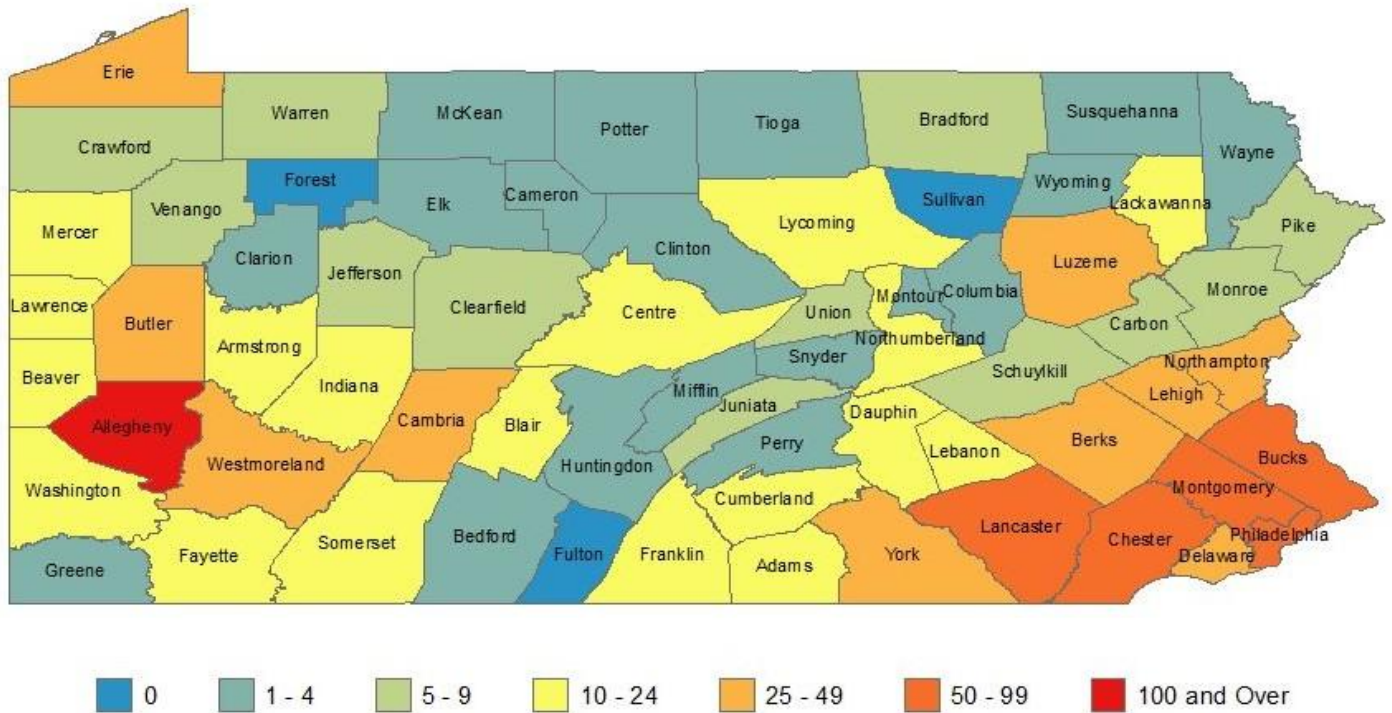 Erie
Warren
McKean
Potter
Tioga
Bradford
Susquehanna
Wayne
Crawford
Forest
Elk
Cameron
Sullivan
Wyoming
Lackawanna
Pike
Venango
Mercer
Clarion
Jefferson
Clinton
Lycoming
Luzerne
Monroe
Lawrence
Butler
Armstrong
Clearfield
Centre
Union
Montour
Columbia
Carbon
Beaver
Indiana
Snyder
Northumberland
Schuylkill
Northampton
Lehigh
Allegheny
Cambria
Blair
Mifflin
Juniata
Dauphin
Westmoreland
Huntingdon
Perry
Lebanon
Berks
Bucks
Washington
Cumberland
Montgomery
Greene
Fayette
Somerset
Bedford
Fulton
Franklin
Adams
York
Lancaster
Chester
Delaware
Philadelphia
0 1 - 4 5 - 9 10 - 24 25 - 49 50 - 99 100 and Over